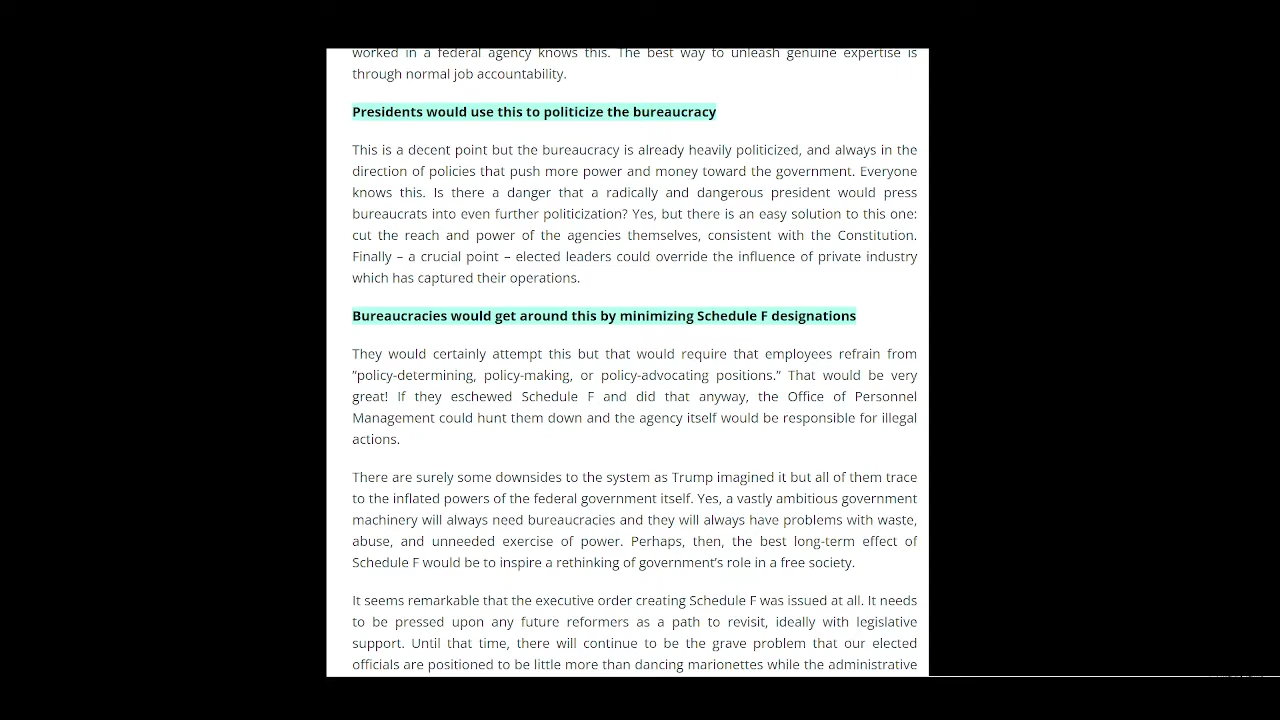 worked in a federal agency knows this. The best way to unleash genuine expertise is
through normal job accountability.
Presidents would use this to politicize the bureaucracy
This is a decent point but the bureaucracy is already heavily politicized, and always in the
direction of policies that push more power and money toward the government. Everyone
knows this. Is there a danger that a radically and dangerous president would press
bureaucrats into even further politicization? Yes, but there is an easy solution to this one:
cut the reach and power of the agencies themselves, consistent with the Constitution.
Finally – a crucial point – elected leaders could override the influence of private industry
which has captured their operations.
Bureaucracies would get around this by minimizing Schedule F designations
They would certainly attempt this but that would require that employees refrain from
“policy-determining, policy-making, or policy-advocating positions.” That would be very
great! If they eschewed Schedule F and did that anyway, the Office of Personnel
Management could hunt them down and the agency itself would be responsible for illegal
actions.
There are surely some downsides to the system as Trump imagined it but all of them trace
to the inflated powers of the federal government itself. Yes, a vastly ambitious government
machinery will always need bureaucracies and they will always have problems with waste,
abuse, and unneeded exercise of power. Perhaps, then, the best long-term effect of
Schedule F would be to inspire a rethinking of government’s role in a free society.
It seems remarkable that the executive order creating Schedule F was issued at all. It needs
to be pressed upon any future reformers as a path to revisit, ideally with legislative
support. Until that time, there will continue to be the grave problem that our elected
officials are positioned to be little more than dancing marionettes while the administrative